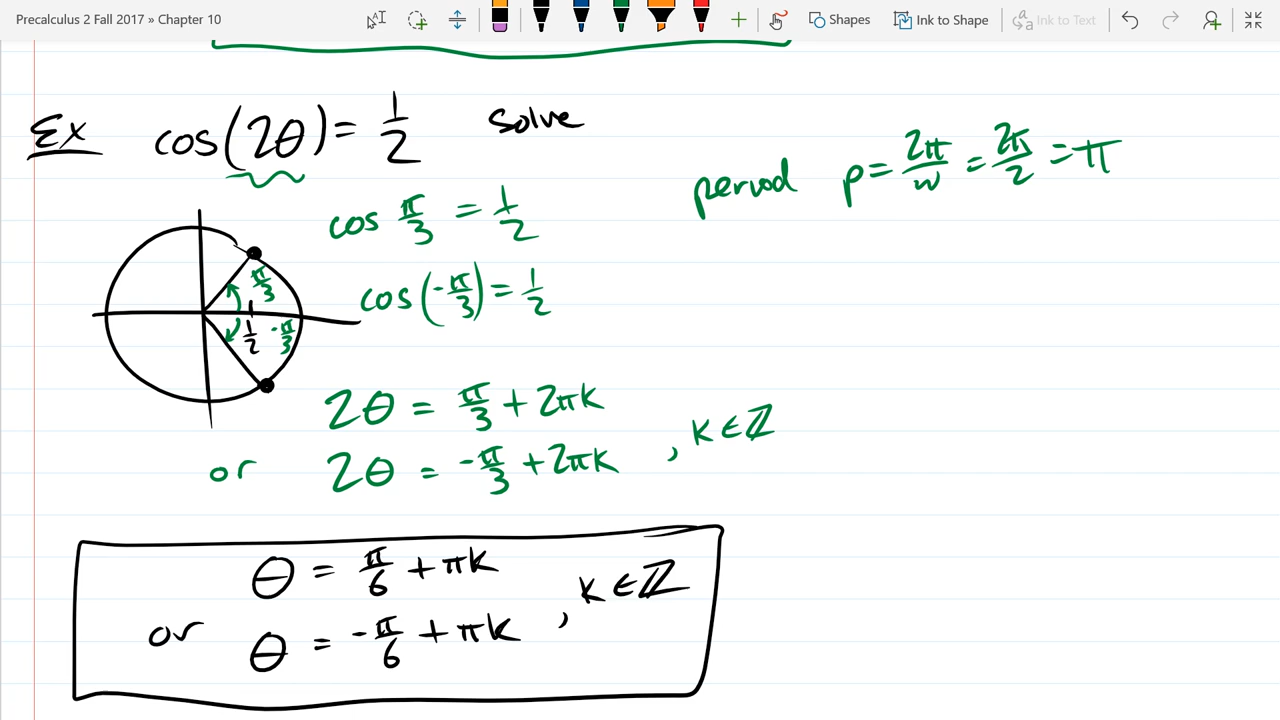 Precalculus 2 Fall 2017 » Chapter 10
Shapes Ink to Shape Ink to Text
Ex cos(2θ) = 1/2 solve
period p = 2π/w = 2π/2 = π
cos π/3 = 1/2
cos(-π/3) = 1/2
π/3
1/2 -π/3
2θ = π/3 + 2πk
or 2θ = -π/3 + 2πk , k ∈ ℤ
θ = π/6 + πk
or θ = -π/6 + πk , k ∈ ℤ